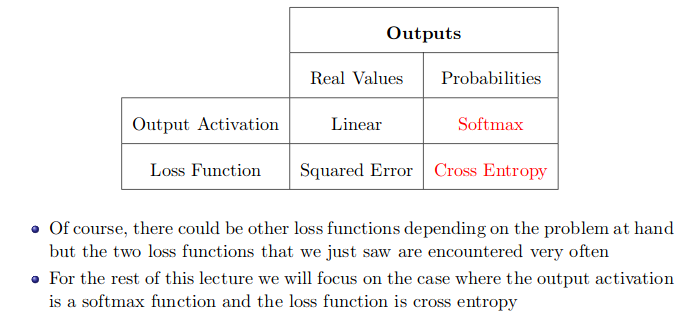 Outputs
Real Values Probabilities
Output Activation Linear Softmax
Loss Function Squared Error Cross Entropy
Of course, there could be other loss functions depending on the problem at hand
but the two loss functions that we just saw are encountered very often
For the rest of this lecture we will focus on the case where the output activation
is a softmax function and the loss function is cross entropy